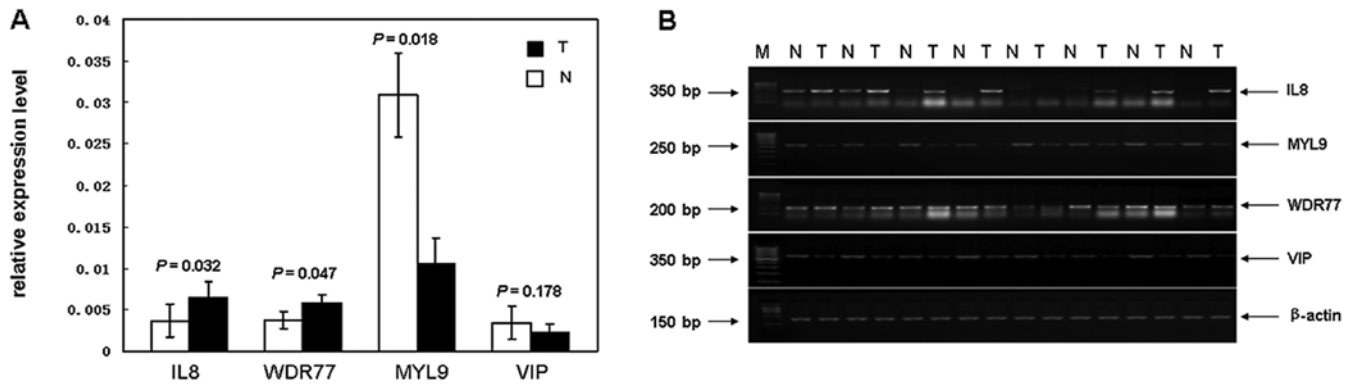 A
relative expression level
0.04
0.035
0.03
0.025
0.02
0.015
0.01
0.005
0
P=0.032
P=0.047
P=0.018
P=0.178
T
N
IL8 WDR77 MYL9 VIP
B
M N T N T N T N T N T N T N T N T
350 bp IL8
250 bp MYL9
200 bp WDR77
350 bp VIP
150 bp β-actin